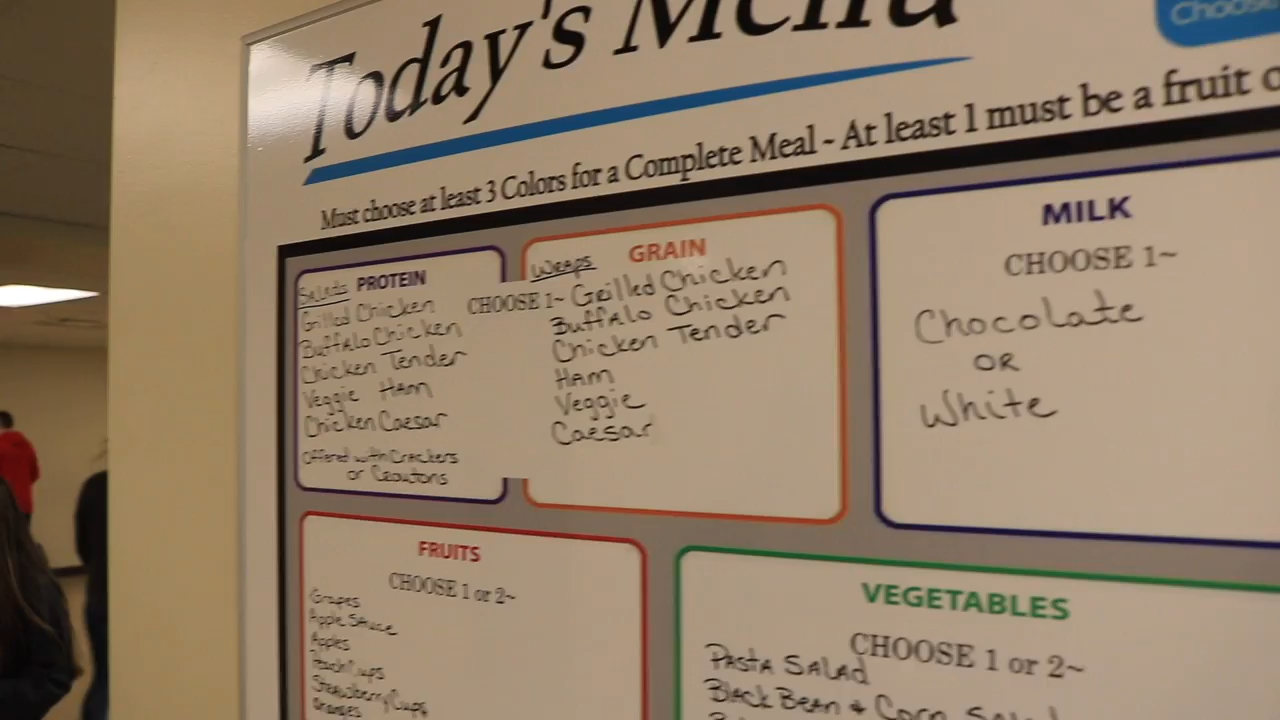 Today's Menu
Choose
Must choose at least 3 Colors for a Complete Meal - At least 1 must be a fruit o
PROTEIN
Salads
Grilled Chicken
Buffalo Chicken
Chicken Tender
Veggie Ham
Chicken Caesar
Offered with Crackers
or Croutons
GRAIN
Wraps
CHOOSE 1~
Grilled Chicken
Buffalo Chicken
Chicken Tender
Ham
Veggie
Caesar
MILK
CHOOSE 1~
Chocolate
OR
White
FRUITS
CHOOSE 1 or 2~
Grapes
Apple Sauce
Apples
Peach Cups
Strawberry Cups
Oranges
VEGETABLES
CHOOSE 1 or 2~
Pasta Salad
Black Bean + Corn Salad